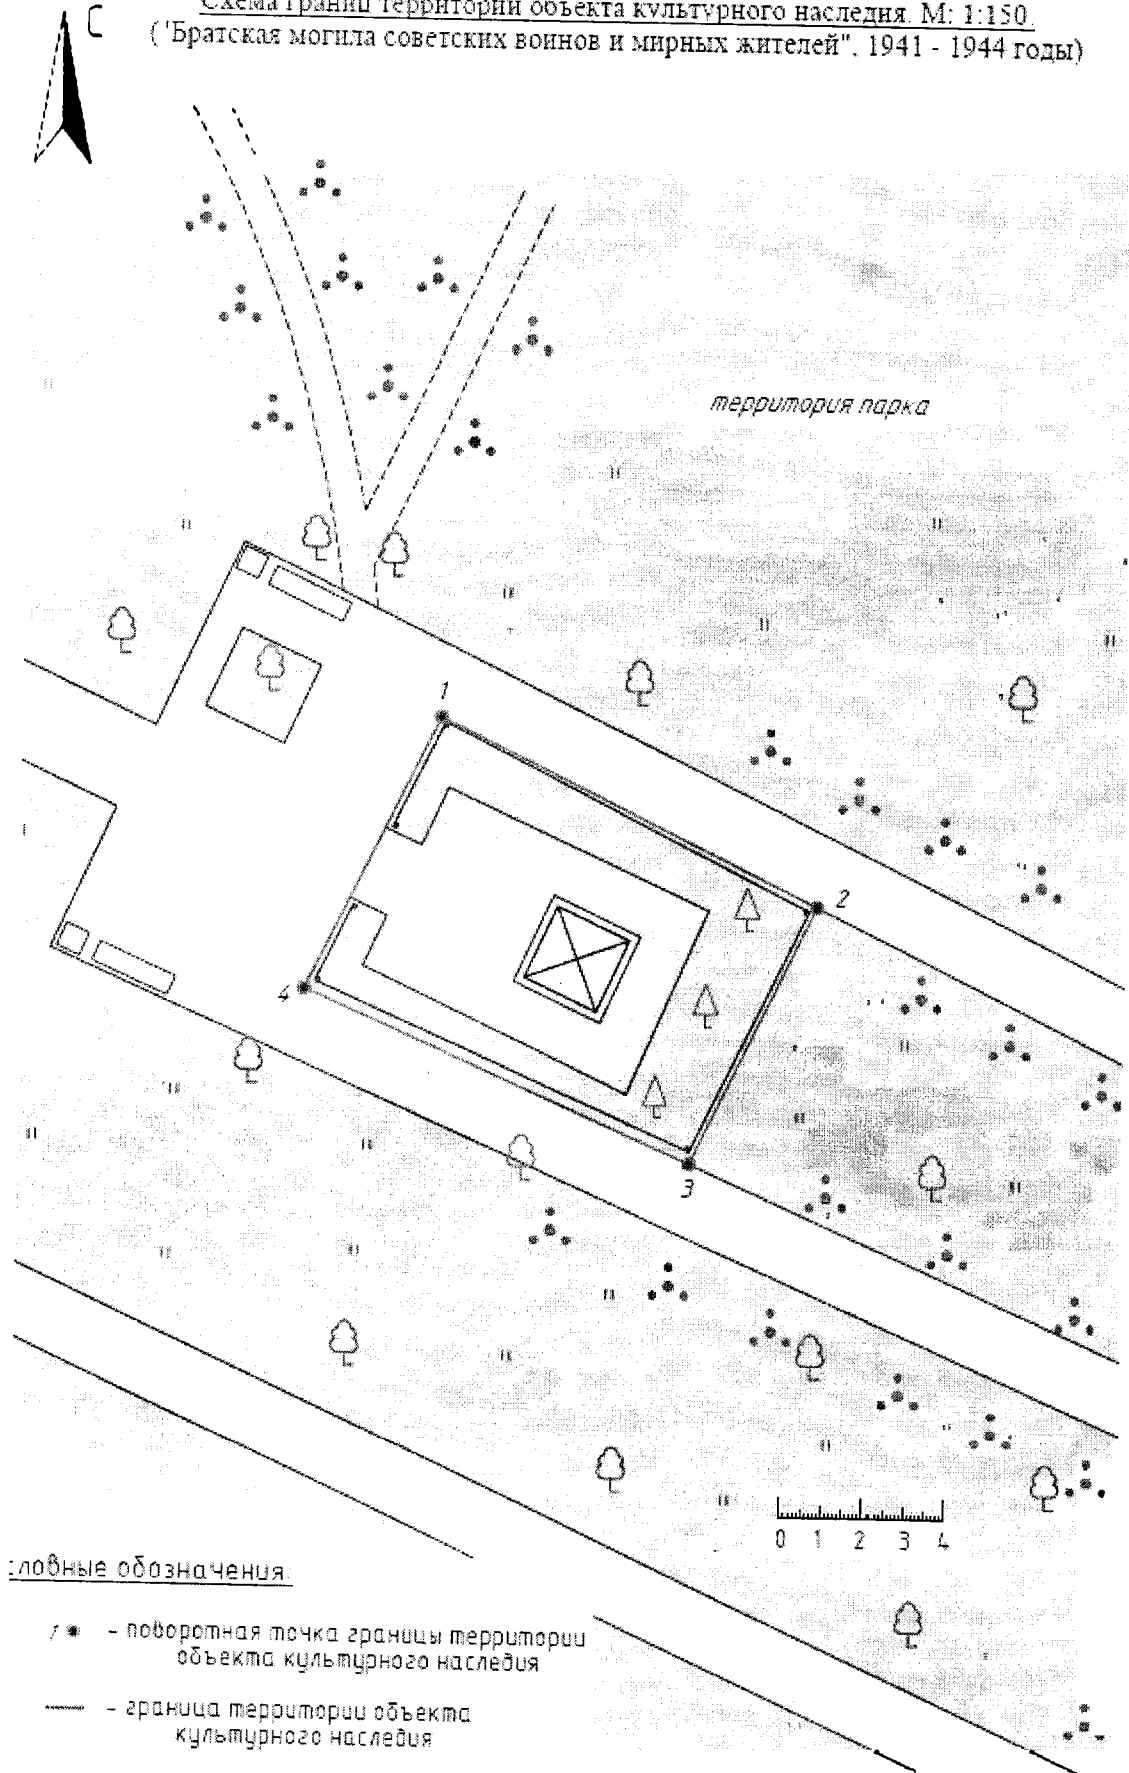 Схема границ территории объекта культурного наследия. М: 1:150.
("Братская могила советских воинов и мирных жителей". 1941 - 1944 годы)
С
территория парка
1
2
4
3
0 1 2 3 4
словные обозначения:
1 - поворотная точка границы территории
объекта культурного наследия
- граница территории объекта
культурного наследия